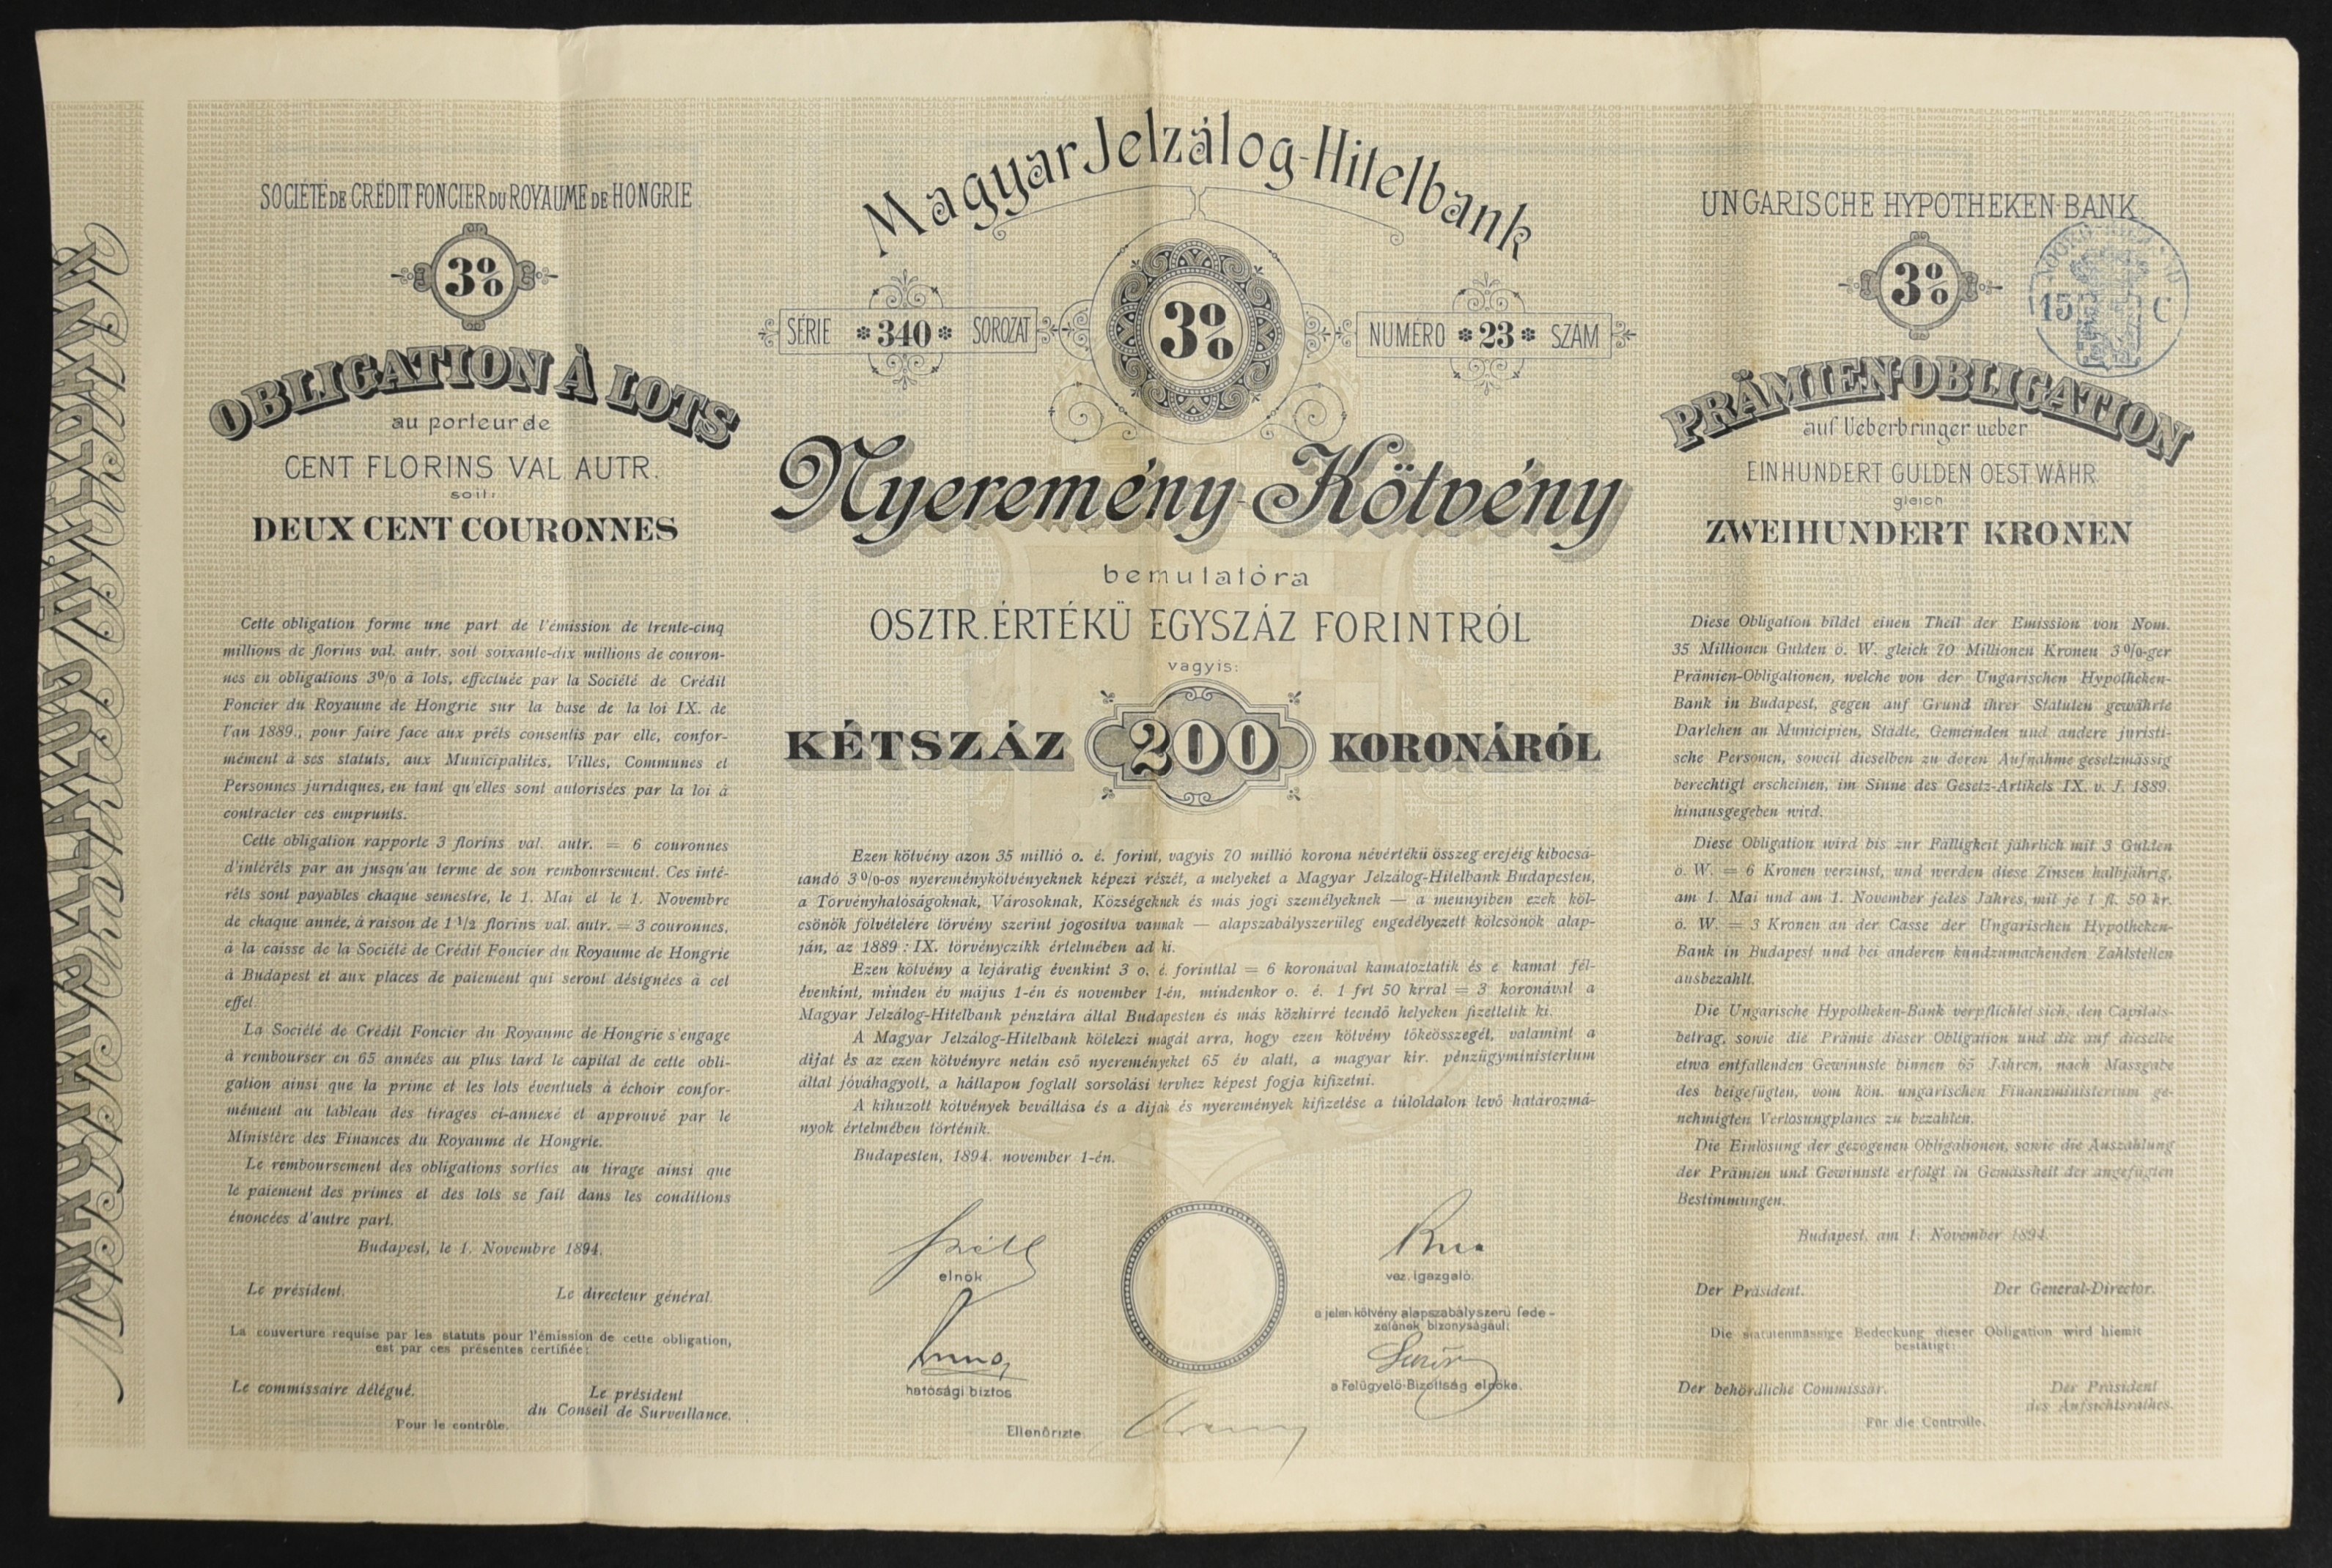 SOCIÉTÉ DE CRÉDIT FONCIER DU ROYAUME DE HONGRIE
3%
OBLIGATION À LOTS
au porteur de
CENT FLORINS VAL. AUTR.
soit:
DEUX CENT COURONNES
Cette obligation forme une part de l'émission de trente-cinq
millions de florins val. autr. soit soixante-dix millions de couron-
nes en obligations 3% à lots, effectuée par la Société de Crédit
Foncier du Royaume de Hongrie sur la base de la loi IX. de
l'an 1889., pour faire face aux prêts consentis par elle, confor-
mément à ses statuts, aux Municipalités, Villes, Communes et
Personnes juridiques, en tant qu'elles sont autorisées par la loi à
contracter ces emprunts.
Cette obligation rapporte 3 florins val. autr. = 6 couronnes
d'intérêts par an jusqu'au terme de son remboursement. Ces inté-
rêts sont payables chaque semestre, le 1. Mai et le 1. Novembre
de chaque année, à raison de 1 1/2 florins val. autr. = 3 couronnes,
à la caisse de la Société de Crédit Foncier du Royaume de Hongrie
à Budapest et aux places de paiement qui seront désignées à cet
effet.
La Société de Crédit Foncier du Royaume de Hongrie s'engage
à rembourser en 65 années au plus tard le capital de cette obli-
gation ainsi que la prime et les lots éventuels à échoir confor-
mément au tableau des tirages ci-annexé et approuvé par le
Ministère des Finances du Royaume de Hongrie.
Le remboursement des obligations sorties au tirage ainsi que
le paiement des primes et des lots se fait dans les conditions
énoncées d'autre part.
Budapest, le 1. Novembre 1894.
Le président. Le directeur général.
La couverture requise par les statuts pour l'émission de cette obligation,
est par ces présentes certifiée:
Le commissaire délégué. Le président
du Conseil de Surveillance.
Pour le contrôle.
Magyar Jelzálog-Hitelbank
SÉRIE *340* SOROZAT
3%
NUMÉRO *23* SZÁM
Nyeremény-Kötvény
bemutatóra
OSZTR. ÉRTÉKÜ EGYSZÁZ FORINTRÓL
vagyis:
KÉTSZÁZ 200 KORONÁRÓL
Ezen kötvény azon 35 millió o. é. forint, vagyis 70 millió korona névértékü összeg erejéig kibocsá-
tandó 3%-os nyereménykötvényeknek képezi részét, a melyeket a Magyar Jelzálog-Hitelbank Budapesten,
a Törvényhatóságoknak, Városoknak, Községeknek és más jogi személyeknek — a mennyiben ezek köl-
csönök fölvételére törvény szerint jogositva vannak — alapszabályszerüleg engedélyezett kölcsönök alap-
ján, az 1889 : IX. törvényczikk értelmében ad ki.
Ezen kötvény a lejáratig évenkint 3 o. é. forinttal = 6 koronával kamatoztatik és e kamat fél-
évenkint, minden év május 1-én és november 1-én, mindenkor o. é. 1 frt 50 krral = 3 koronával a
Magyar Jelzálog-Hitelbank pénztára által Budapesten és más közhirré teendő helyeken fizettetik ki.
A Magyar Jelzálog-Hitelbank kötelezi magát arra, hogy ezen kötvény tőkeösszegét, valamint a
dijat és az ezen kötvényre netán eső nyereményeket 65 év alatt, a magyar kir. pénzügyministerium
által jóváhagyott, a hátlapon foglalt sorsolási tervhez képest fogja kifizetni.
A kihuzott kötvények beváltása és a dijak és nyeremények kifizetése a túloldalon levő határozmá-
nyok értelmében történik.
Budapesten, 1894. november 1-én.
elnök
vez. igazgató.
a jelen kötvény alapszabályszerü fede-
zetének bizonyságául:
hatósági biztos
a Felügyelő-Bizottság elnöke.
Ellenőrizte
UNGARISCHE HYPOTHEKEN-BANK
3%
15 C
PRÄMIEN-OBLIGATION
auf Ueberbringer ueber
EINHUNDERT GULDEN OEST. WÄHR.
gleich
ZWEIHUNDERT KRONEN
Diese Obligation bildet einen Theil der Emission von Nom.
35 Millionen Gulden ö. W. gleich 70 Millionen Kronen 3%-ger
Prämien-Obligationen, welche von der Ungarischen Hypotheken-
Bank in Budapest, gegen auf Grund ihrer Statuten gewährte
Darlehen an Municipien, Städte, Gemeinden und andere juristi-
sche Personen, soweit dieselben zu deren Aufnahme gesetzmässig
berechtigt erscheinen, im Sinne des Gesetz-Artikels IX. v. J. 1889.
hinausgegeben wird.
Diese Obligation wird bis zur Fälligkeit jährlich mit 3 Gulden
ö. W. = 6 Kronen verzinst, und werden diese Zinsen halbjährig,
am 1. Mai und am 1. November jedes Jahres, mit je 1 fl. 50 kr.
ö. W. = 3 Kronen an der Casse der Ungarischen Hypotheken-
Bank in Budapest und bei anderen kundzumachenden Zahlstellen
ausbezahlt.
Die Ungarische Hypotheken-Bank verpflichtet sich, den Capitals-
betrag, sowie die Prämie dieser Obligation und die auf dieselbe
etwa entfallenden Gewinnste binnen 65 Jahren, nach Massgabe
des beigefügten, vom kön. ungarischen Finanzministerium ge-
nehmigten Verlosungsplanes zu bezahlen.
Die Einlösung der gezogenen Obligationen, sowie die Auszahlung
der Prämien und Gewinnste erfolgt in Gemässheit der angefügten
Bestimmungen.
Budapest, am 1. November 1894.
Der Präsident. Der General-Director.
Die statutenmässige Bedeckung dieser Obligation wird hiemit
bestätigt:
Der behördliche Commissär. Der Präsident
des Aufsichtsrathes.
Für die Controlle.